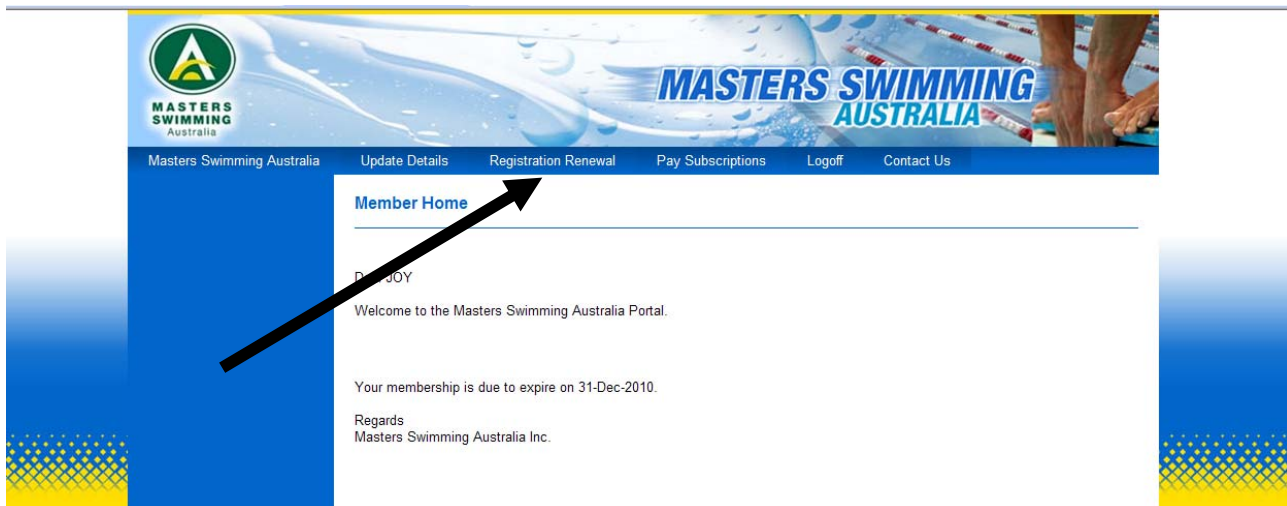 MASTERS
SWIMMING
Australia
MASTERS SWIMMING
AUSTRALIA
Masters Swimming Australia Update Details Registration Renewal Pay Subscriptions Logoff Contact Us
Member Home
JOY
Welcome to the Masters Swimming Australia Portal.
Your membership is due to expire on 31-Dec-2010.
Regards
Masters Swimming Australia Inc.